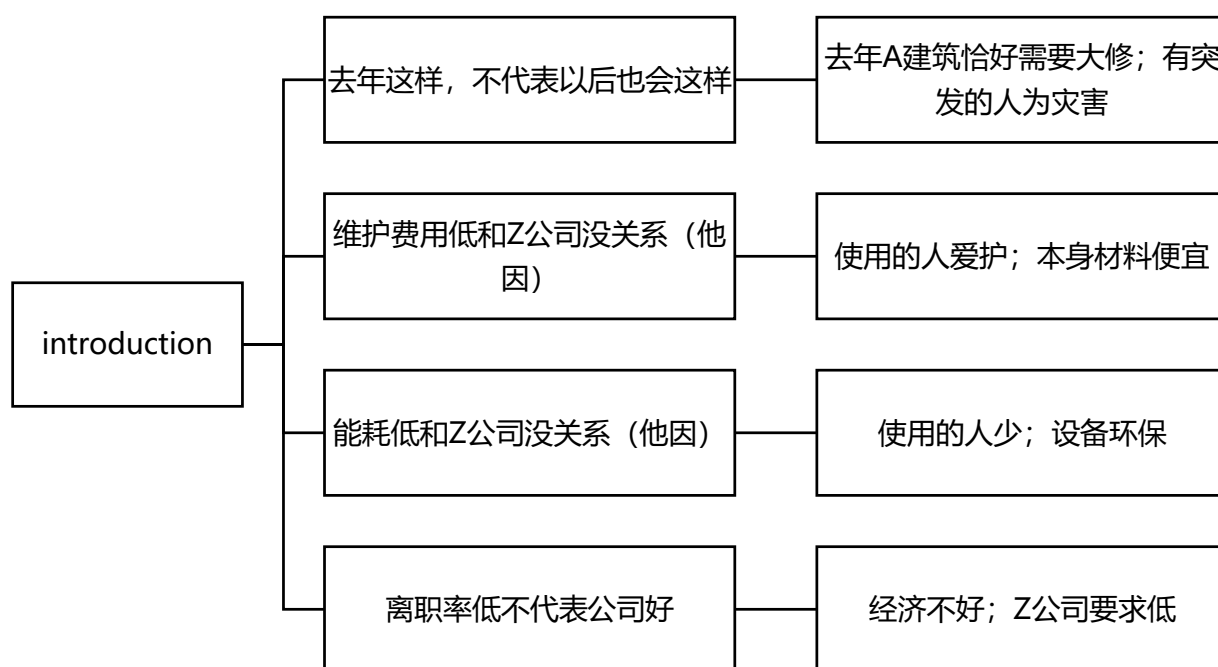 introduction
去年这样，不代表以后也会这样
去年A建筑恰好需要大修；有突
发的人为灾害
维护费用低和Z公司没关系（他
因）
使用的人爱护；本身材料便宜
能耗低和Z公司没关系（他因）
使用的人少；设备环保
离职率低不代表公司好
经济不好；Z公司要求低